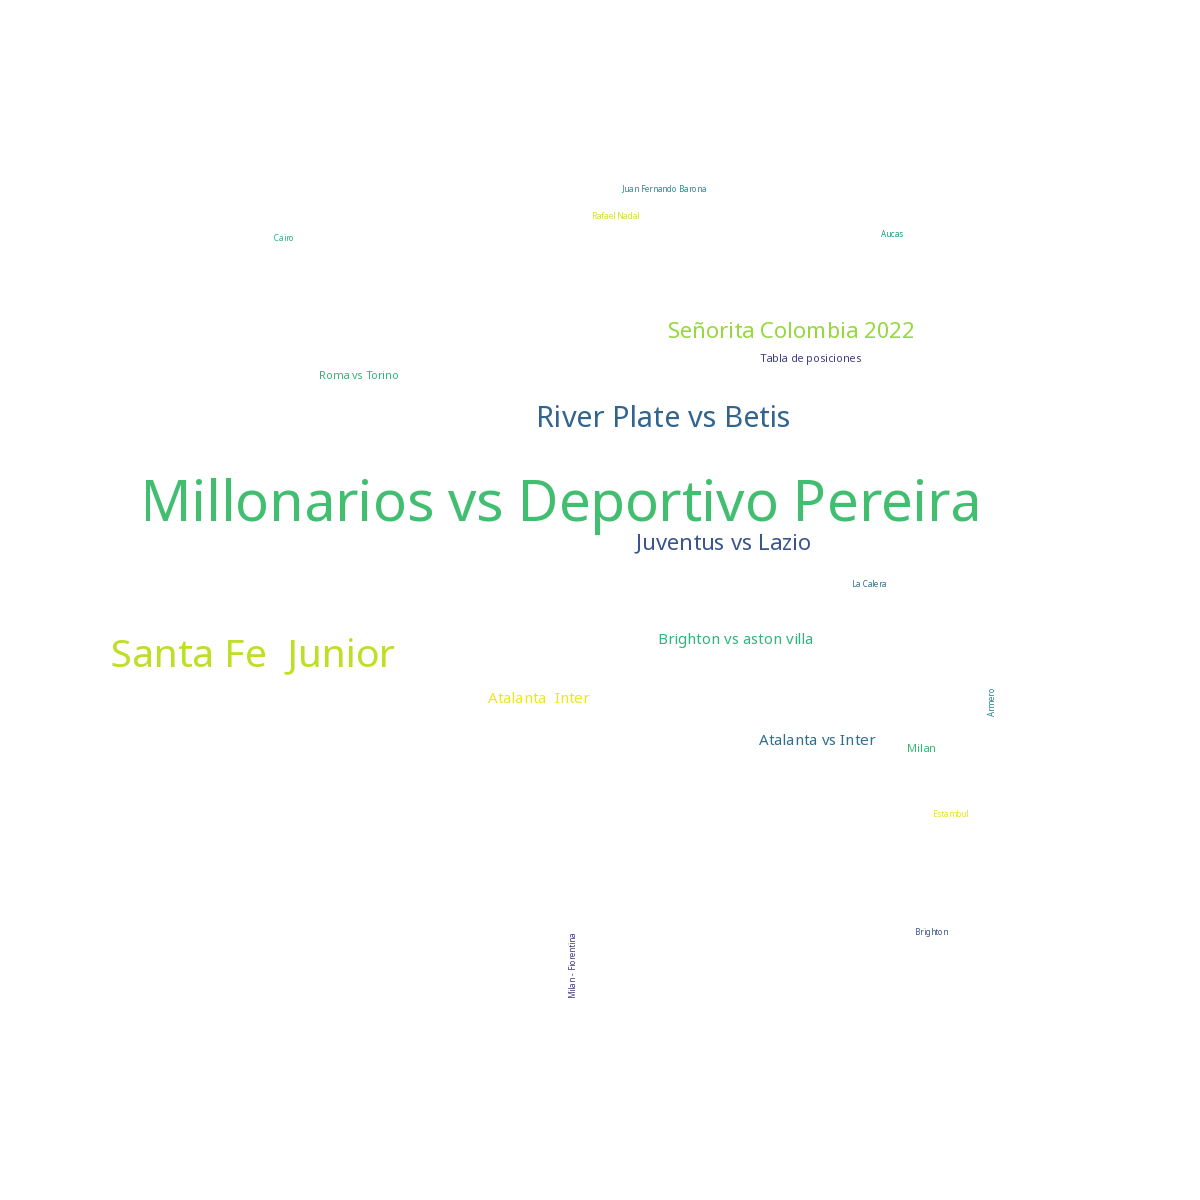 Juan Fernando Barona
Rafael Nadal
Cairo
Aucas
Señorita Colombia 2022
Tabla de posiciones
Roma vs Torino
River Plate vs Betis
Millonarios vs Deportivo Pereira
Juventus vs Lazio
La Calera
Brighton vs aston villa
Santa Fe  Junior
Atalanta  Inter
Armero
Atalanta vs Inter
Milan
Estambul
Brighton
Milan - Fiorentina